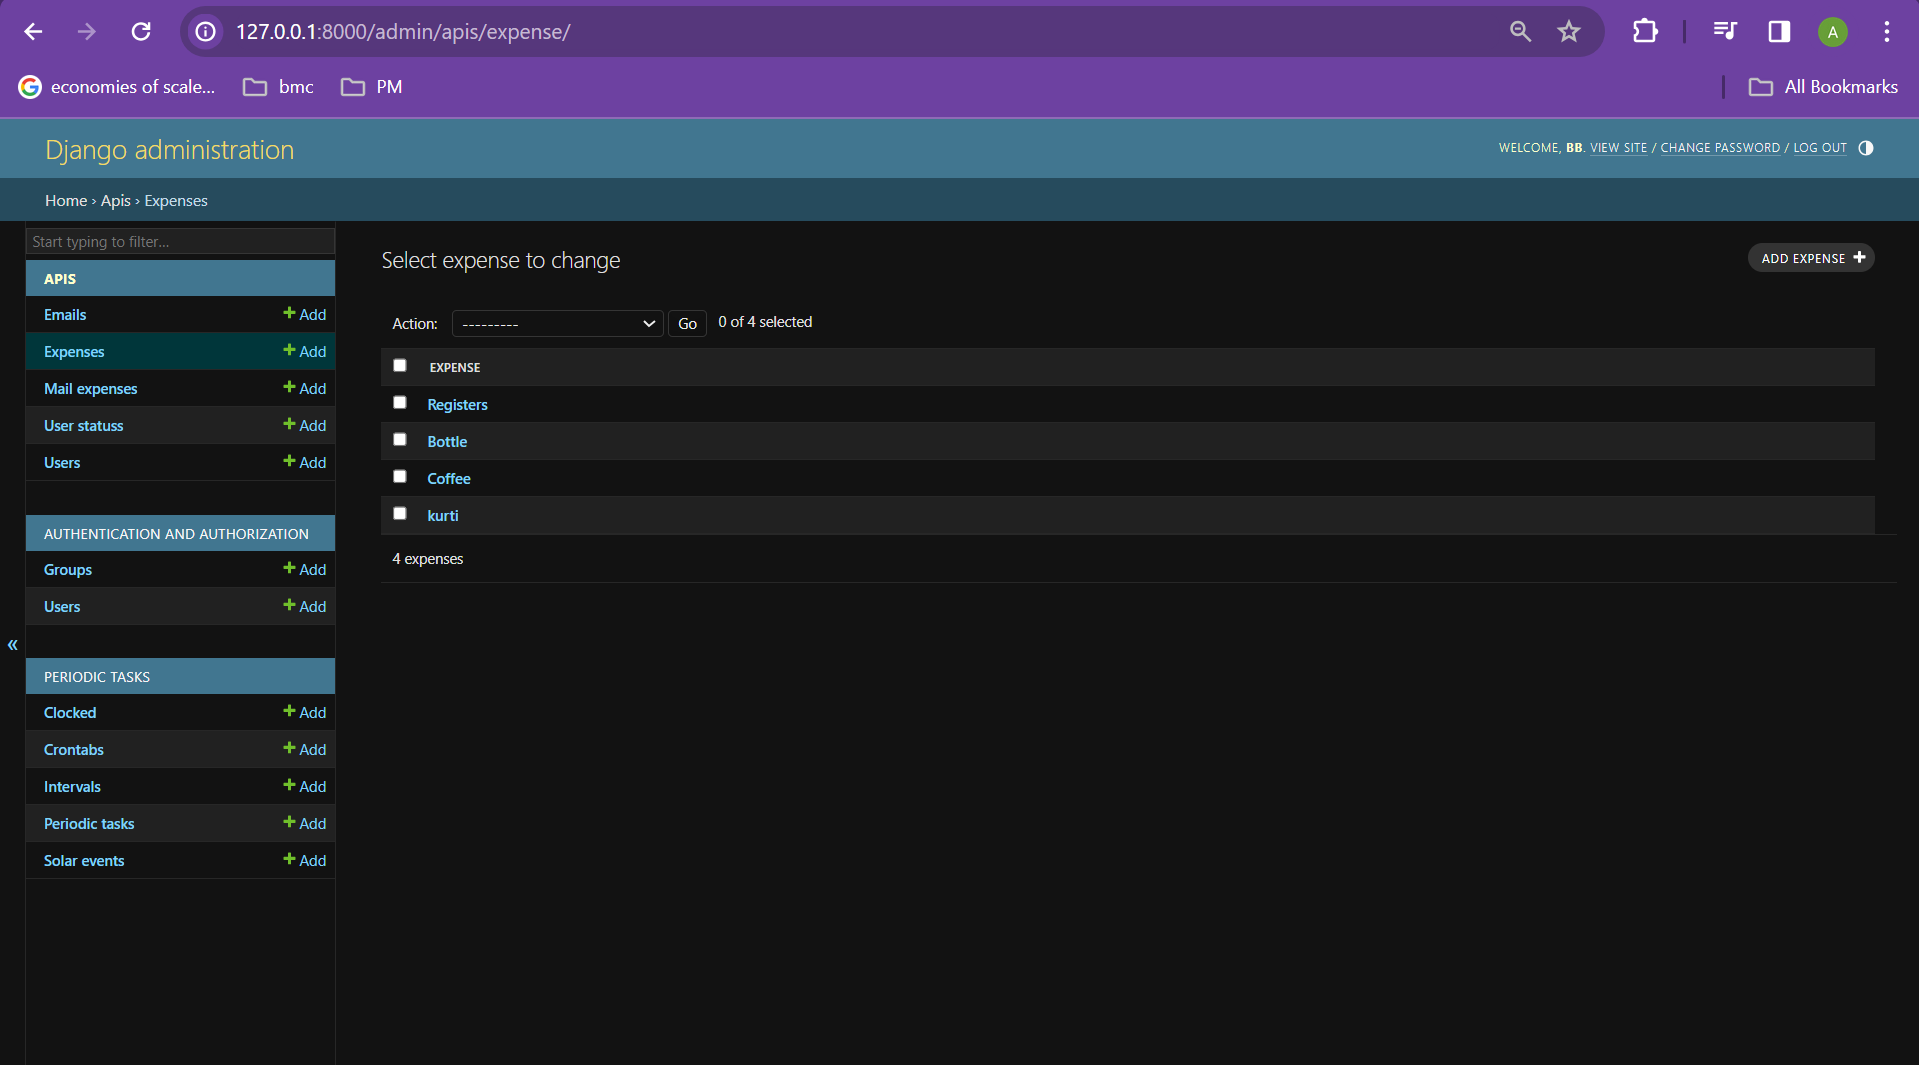 127.0.0.1:8000/admin/apis/expense/
A
economies of scale...
bmc
PM
All Bookmarks
Django administration
WELCOME, BB. VIEW SITE / CHANGE PASSWORD / LOG OUT
Home › Apis › Expenses
Start typing to filter...
APIS
Emails + Add
Expenses + Add
Mail expenses + Add
User statuss + Add
Users + Add
AUTHENTICATION AND AUTHORIZATION
Groups + Add
Users + Add
«
PERIODIC TASKS
Clocked + Add
Crontabs + Add
Intervals + Add
Periodic tasks + Add
Solar events + Add
Select expense to change
ADD EXPENSE +
Action: --------- Go 0 of 4 selected
EXPENSE
Registers
Bottle
Coffee
kurti
4 expenses